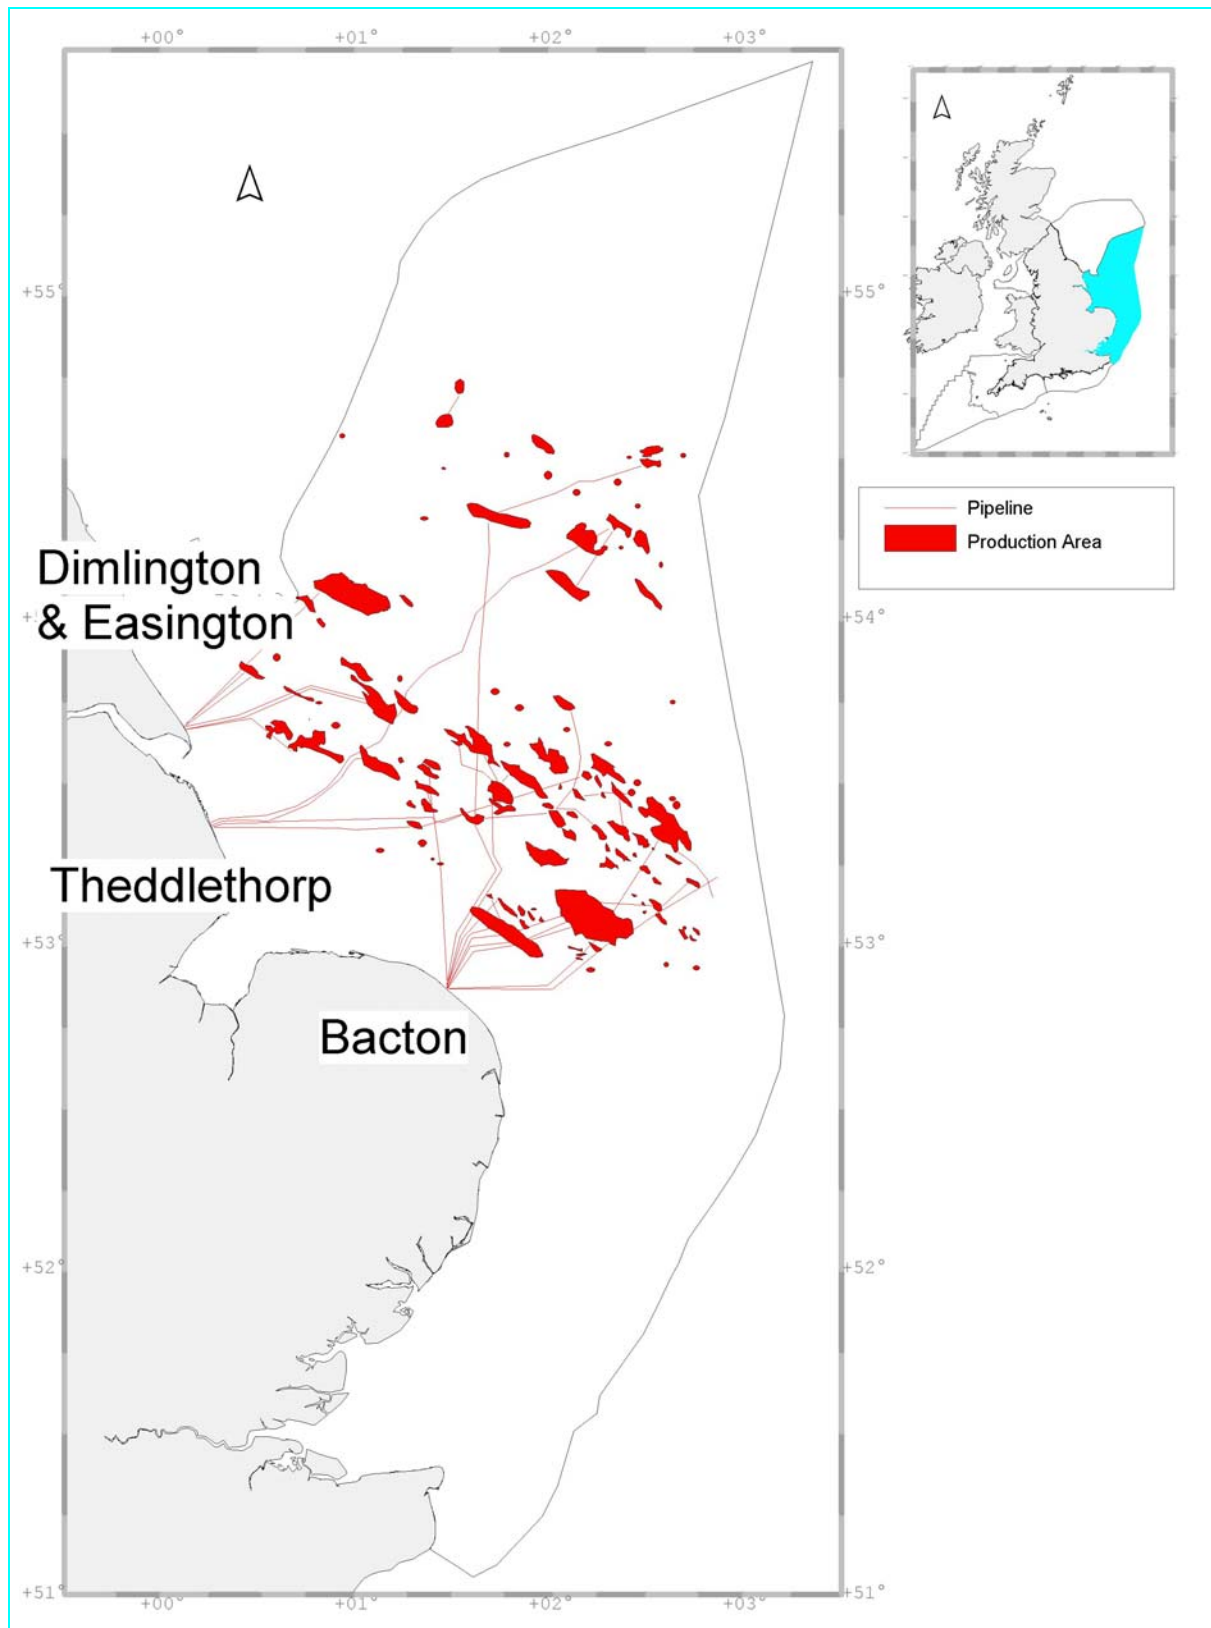 +00° +01° +02° +03°
+55° +55°
Pipeline
Production Area
Dimlington
& Easington
+54°
Theddlethorp
+53° +53°
Bacton
+52° +52°
+51° +51°
+00° +01° +02° +03°